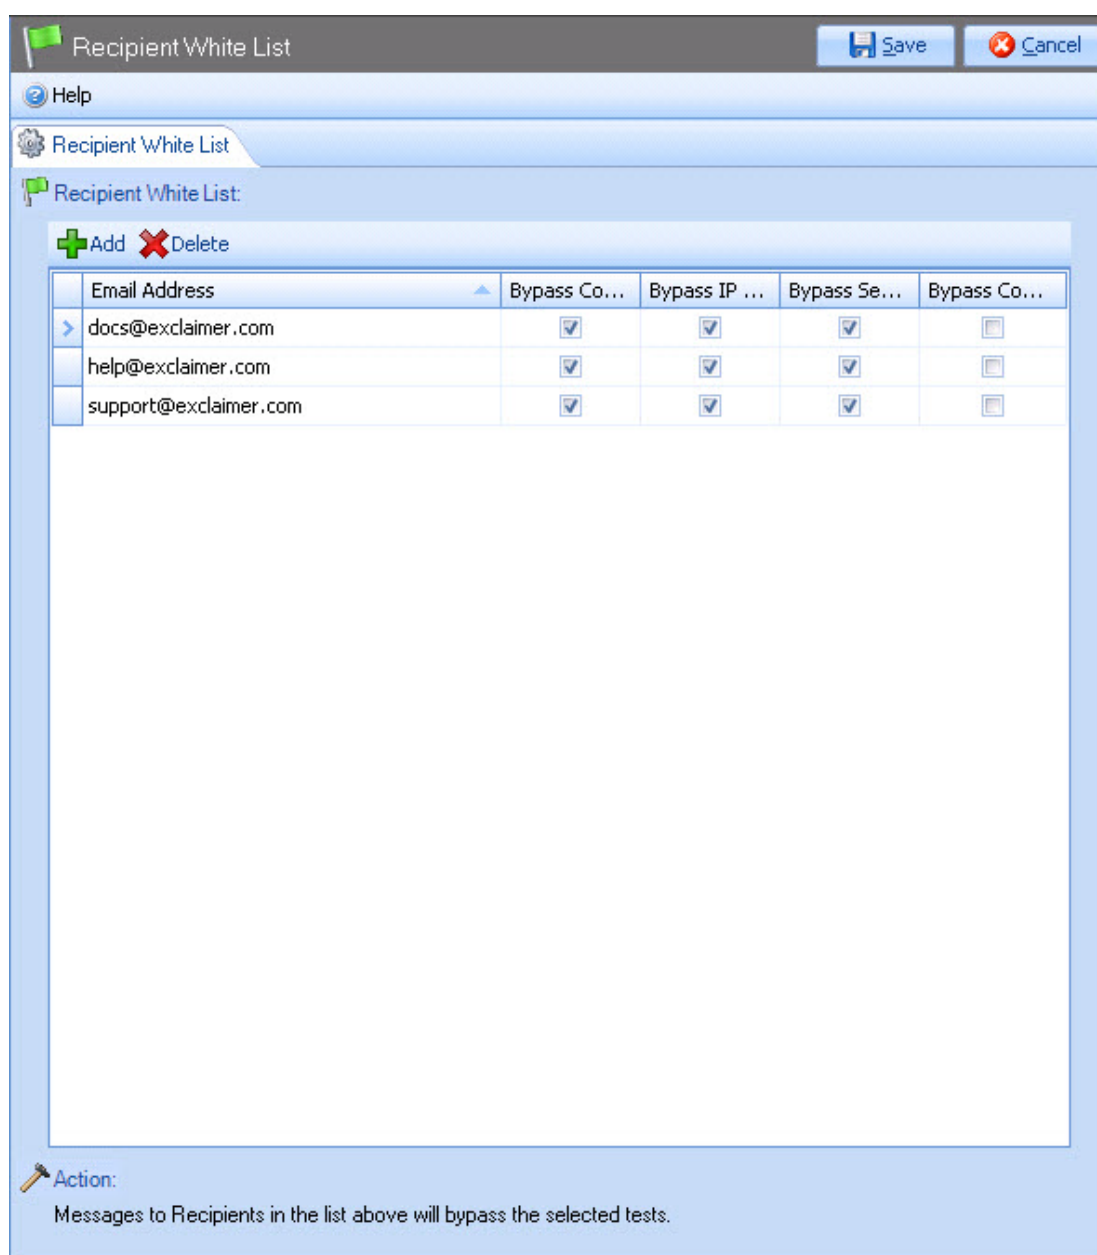 Recipient White List
Save
Cancel
Help
Recipient White List
Recipient White List:
Add Delete
Email Address Bypass Co... Bypass IP ... Bypass Se... Bypass Co...
docs@exclaimer.com
help@exclaimer.com
support@exclaimer.com
Action:
Messages to Recipients in the list above will bypass the selected tests.